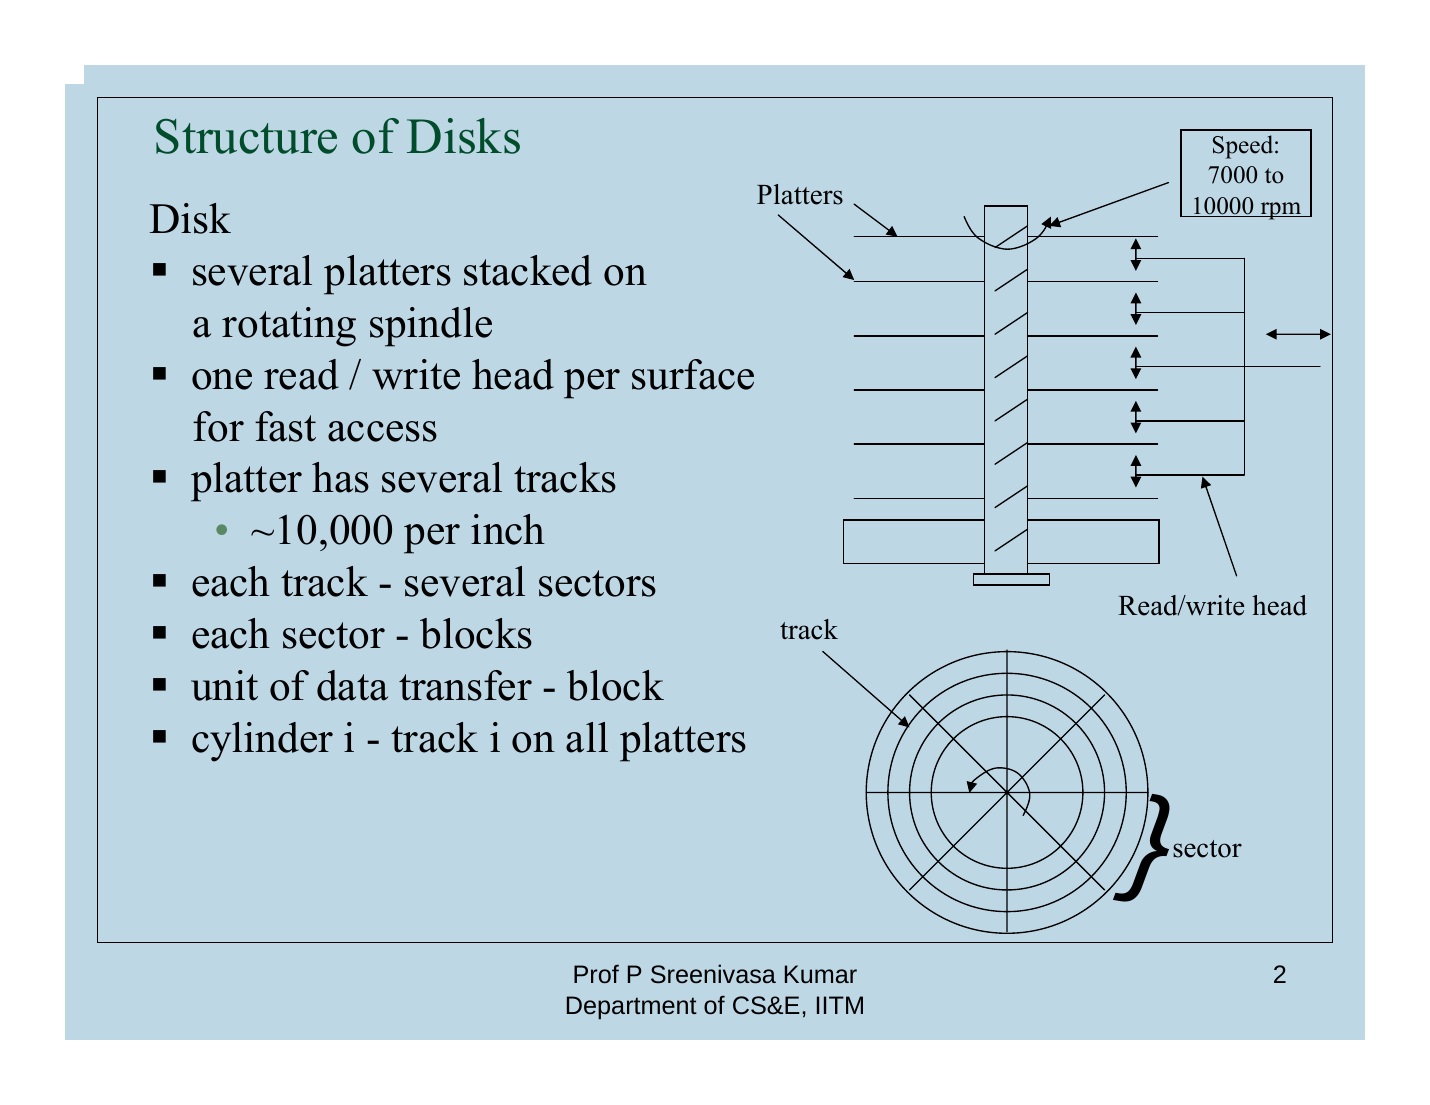 Structure of Disks
Disk
▪ several platters stacked on
a rotating spindle
▪ one read / write head per surface
for fast access
▪ platter has several tracks
• ~10,000 per inch
▪ each track - several sectors
▪ each sector - blocks
▪ unit of data transfer - block
▪ cylinder i - track i on all platters
Platters
Speed:
7000 to
10000 rpm
Read/write head
track
} sector
Prof P Sreenivasa Kumar
Department of CS&E, IITM
2